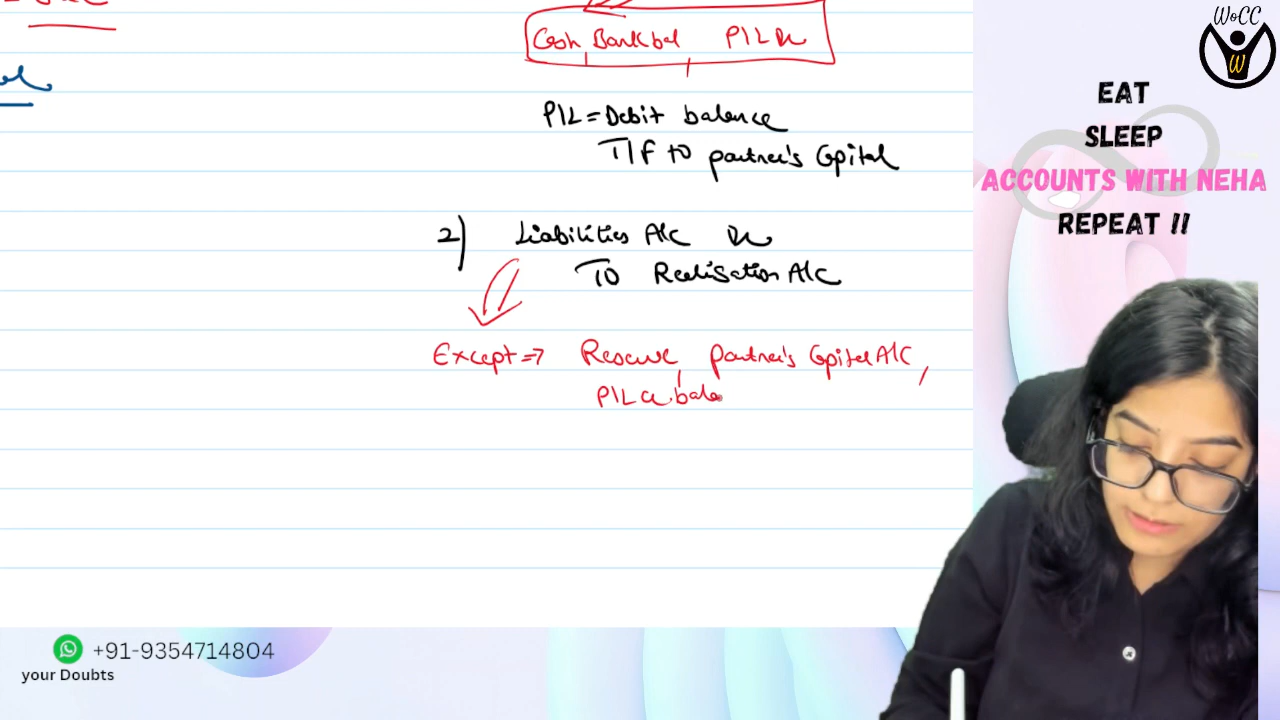 Cash, Bank bal, P/L Dr
P/L = Debit balance
T/F to partner's Capital
2) Liabilities A/c Dr
TO Realisation A/c
Except => Reserve, partner's Capital A/C,
P/L Cr. bala
WOCC
W
EAT
SLEEP
ACCOUNTS WITH NEHA
REPEAT !!
+91-9354714804
your Doubts